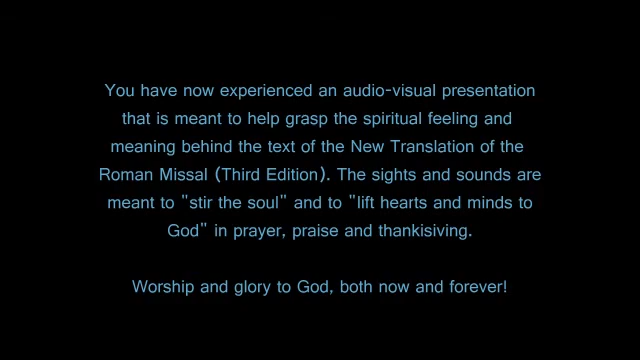 You have now experienced an audio-visual presentation
that is meant to help grasp the spiritual feeling and
meaning behind the text of the New Translation of the
Roman Missal (Third Edition). The sights and sounds are
meant to "stir the soul" and to "lift hearts and minds to
God" in prayer, praise and thankisiving.
Worship and glory to God, both now and forever!